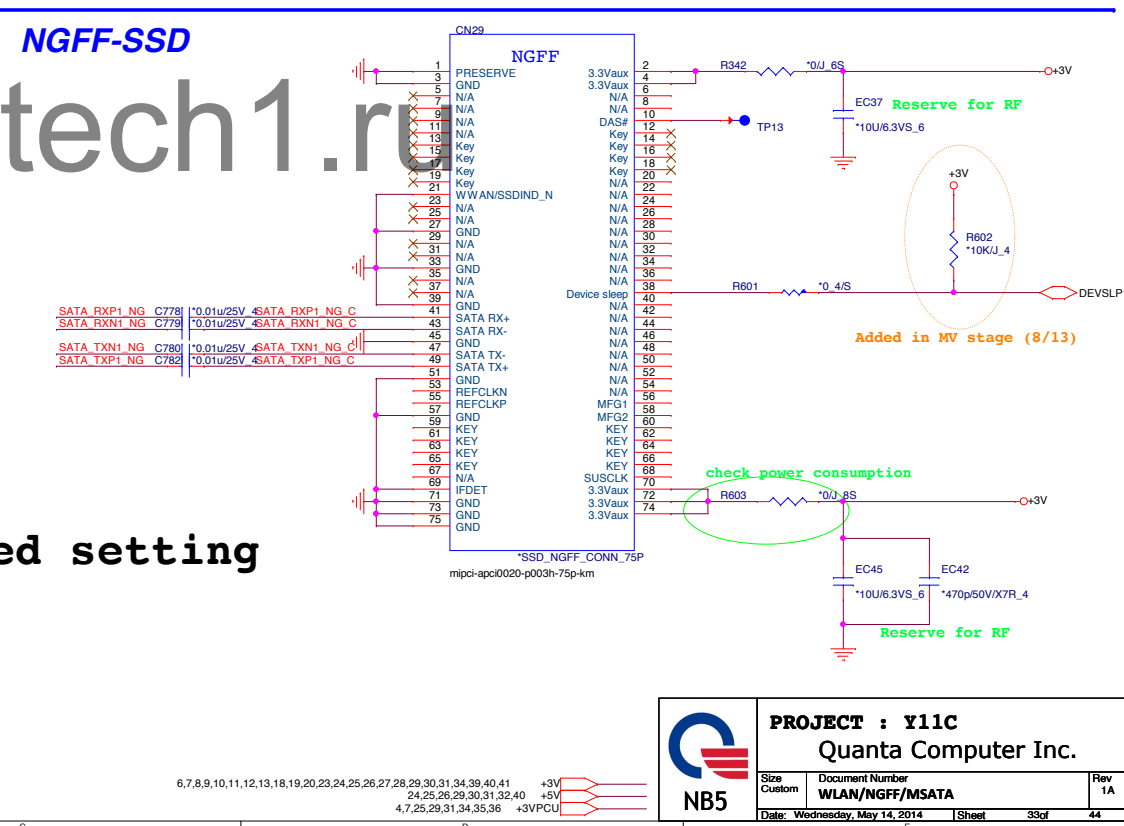 NGFF-SSD
tech1.ru
CN29
NGFF
1 PRESERVE
3 GND
5 N/A
7 N/A
9 N/A
11 N/A
13 Key
15 Key
17 Key
19 Key
21 WWAN/SSDIND_N
23 N/A
25 N/A
27 GND
29 N/A
31 N/A
33 GND
35 N/A
37 N/A
39 GND
41 SATA RX+
43 SATA RX-
45 GND
47 SATA TX-
49 SATA TX+
51 GND
53 REFCLKN
55 REFCLKP
57 GND
59 KEY
61 KEY
63 KEY
65 KEY
67 N/A
69 IFDET
71 GND
73 GND
75 GND
3.3Vaux 2
3.3Vaux 4
N/A 6
N/A 8
DAS# 10
Key 12
Key 14
Key 16
Key 18
N/A 20
N/A 22
N/A 24
N/A 26
N/A 28
N/A 30
N/A 32
N/A 34
N/A 36
Device sleep 38
N/A 40
N/A 42
N/A 44
N/A 46
N/A 48
N/A 50
N/A 52
N/A 54
MFG1 56
MFG2 58
KEY 60
KEY 62
KEY 64
KEY 66
SUSCLK 68
3.3Vaux 70
3.3Vaux 72
3.3Vaux 74
*SSD_NGFF_CONN_75P
mipci-apci0020-p003h-75p-km
SATA_RXP1_NG C778 *0.01u/25V_4 SATA_RXP1_NG_C
SATA_RXN1_NG C779 *0.01u/25V_4 SATA_RXN1_NG_C
SATA_TXN1_NG C780 *0.01u/25V_4 SATA_TXN1_NG_C
SATA_TXP1_NG C782 *0.01u/25V_4 SATA_TXP1_NG_C
R342 *0/J_6S +3V
EC37 Reserve for RF
*10U/6.3VS_6
TP13
+3V
R602
*10K/J_4
R601 *0_4/S DEVSLP
Added in MV stage (8/13)
check power consumption
R603 *0/J_8S +3V
EC45 EC42
*10U/6.3VS_6 *470p/50V/X7R_4
Reserve for RF
ed setting
6,7,8,9,10,11,12,13,18,19,20,23,24,25,26,27,28,29,30,31,34,39,40,41 +3V
24,25,26,29,30,31,32,40 +5V
4,7,25,29,31,34,35,36 +3VPCU
NB5
PROJECT : Y11C
Quanta Computer Inc.
Size Document Number Rev
Custom WLAN/NGFF/MSATA 1A
Date: Wednesday, May 14, 2014 Sheet 33of 44